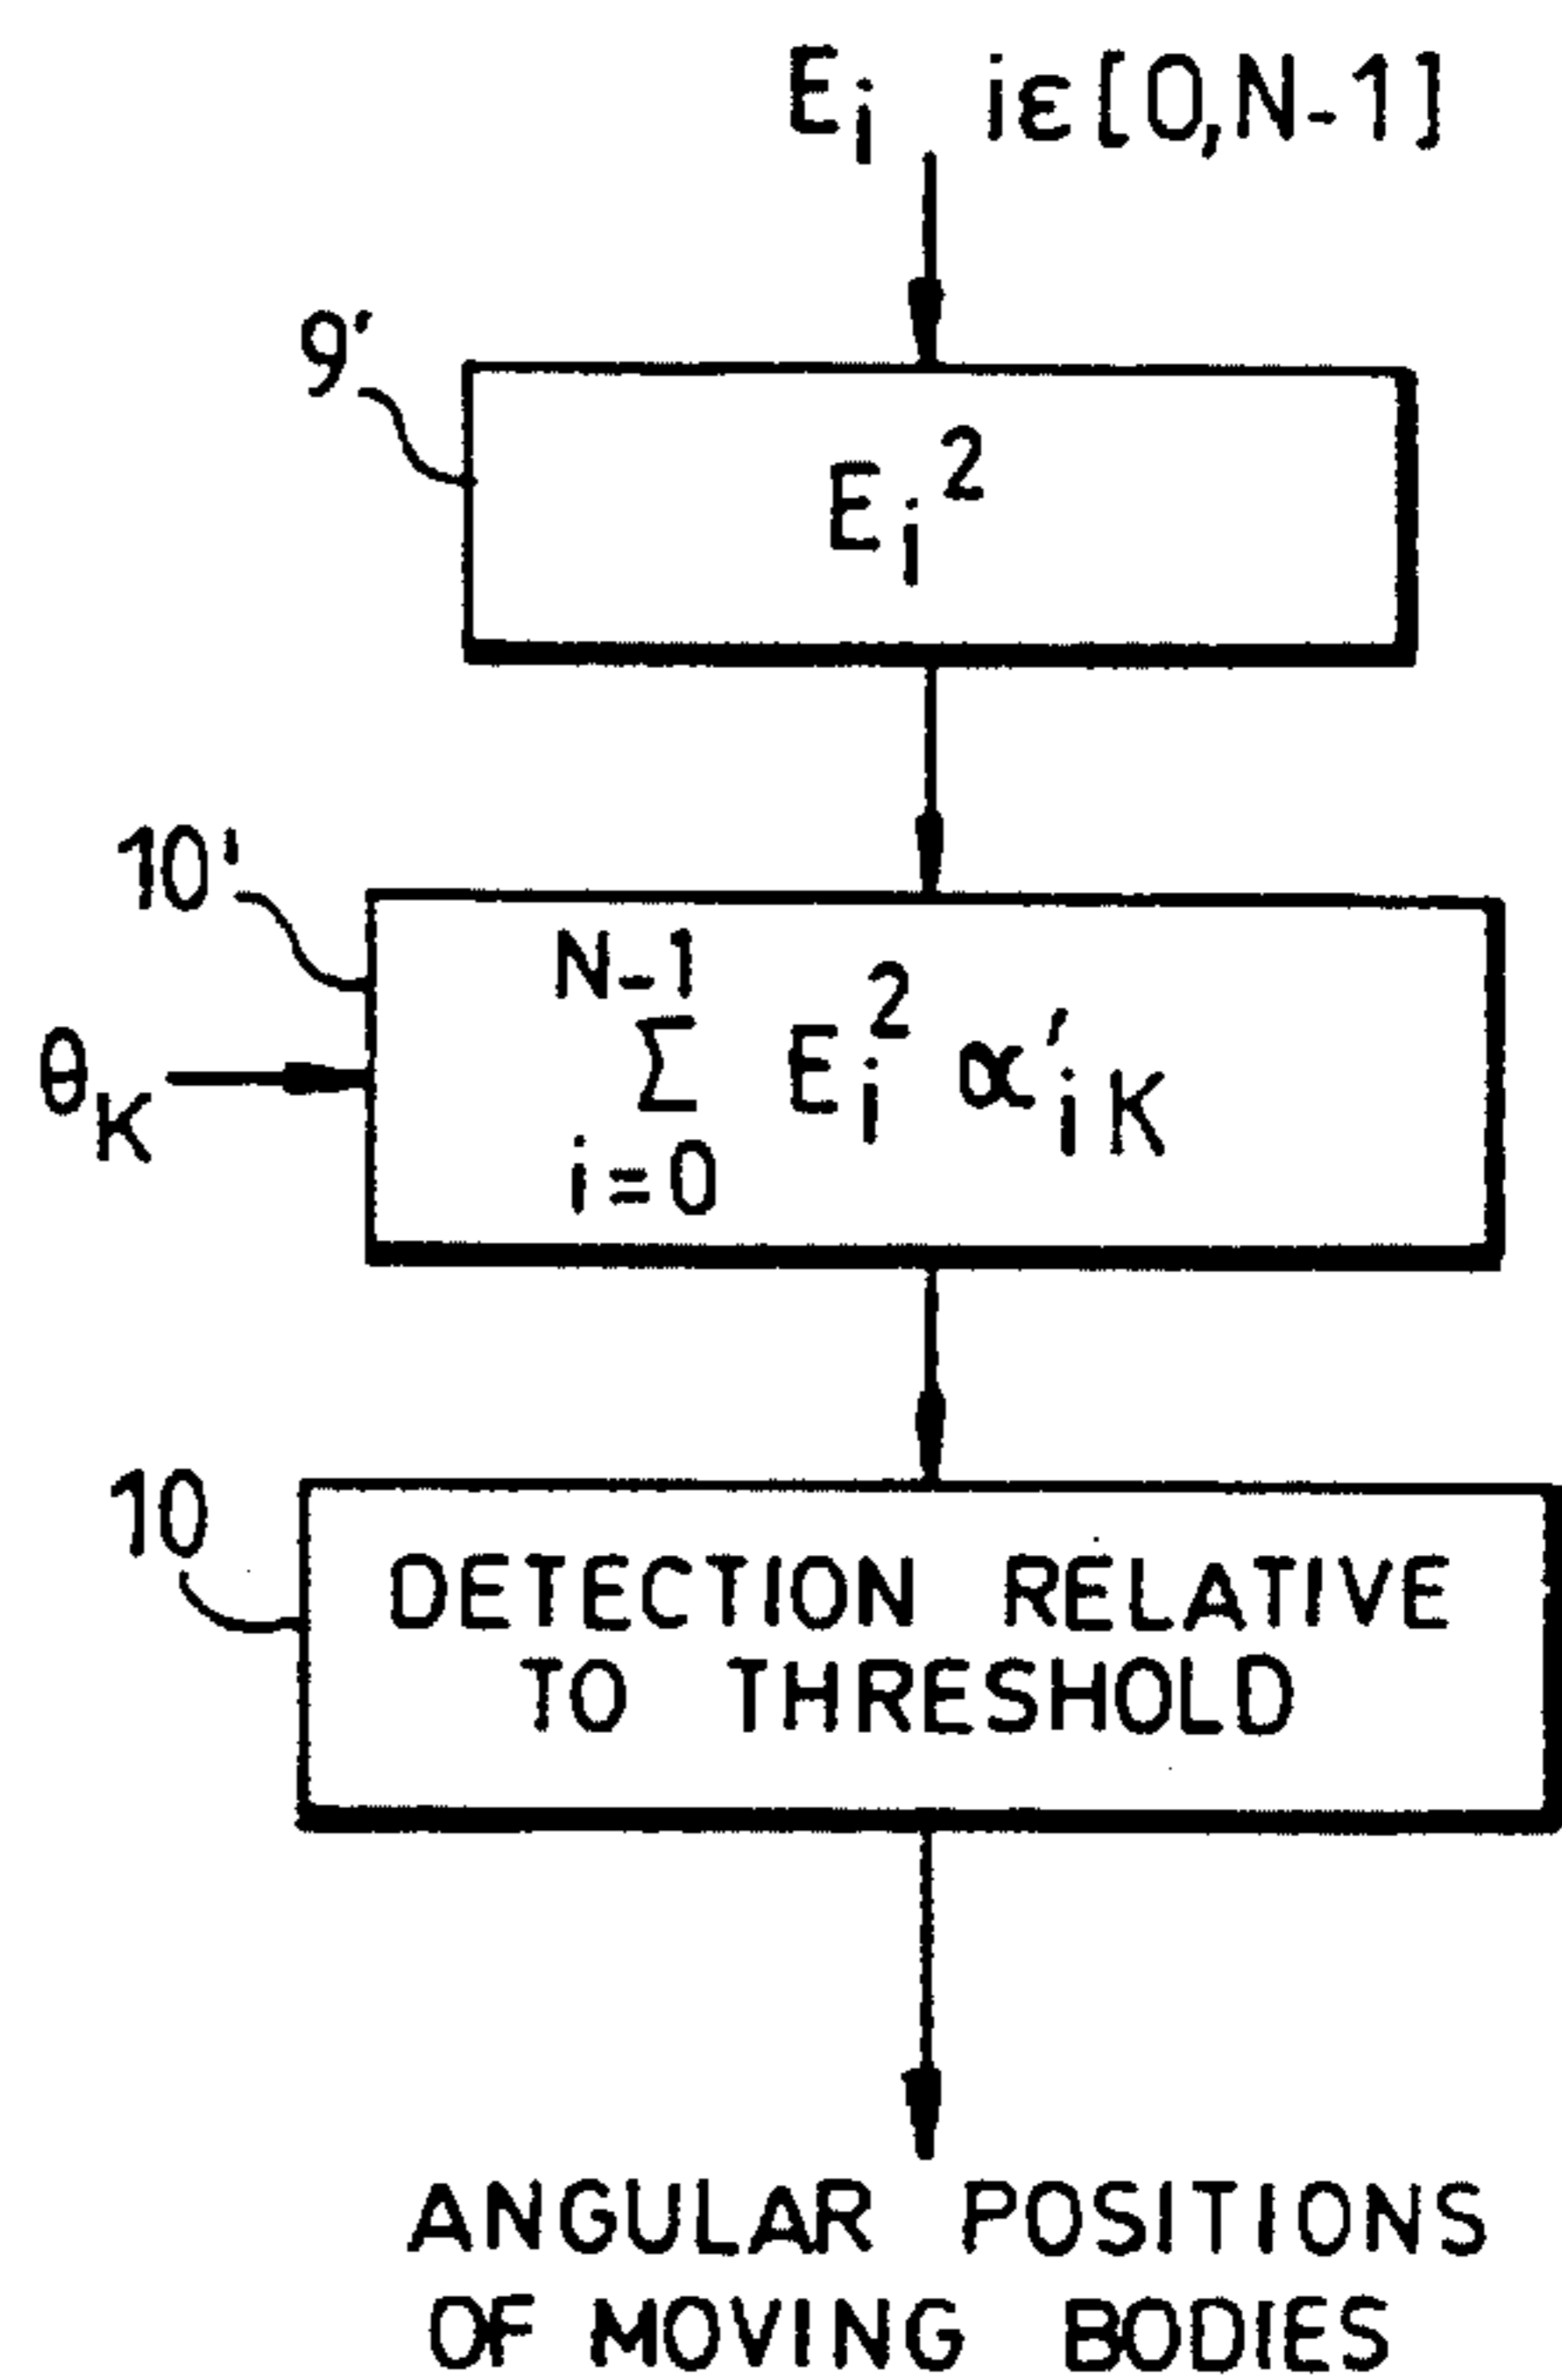 Ei iε[0,N-1]
9'
Ei²
10'
N-1
Σ Ei² α'iK
i=0
θK
10
DETECTION RELATIVE
TO THRESHOLD
ANGULAR POSITIONS
OF MOVING BODIES